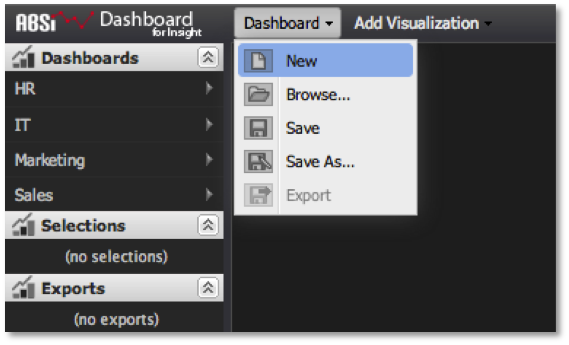 ABSi Dashboard
for Insight
Dashboard Add Visualization
Dashboards
HR
IT
Marketing
Sales
Selections
(no selections)
Exports
(no exports)
New
Browse...
Save
Save As...
Export